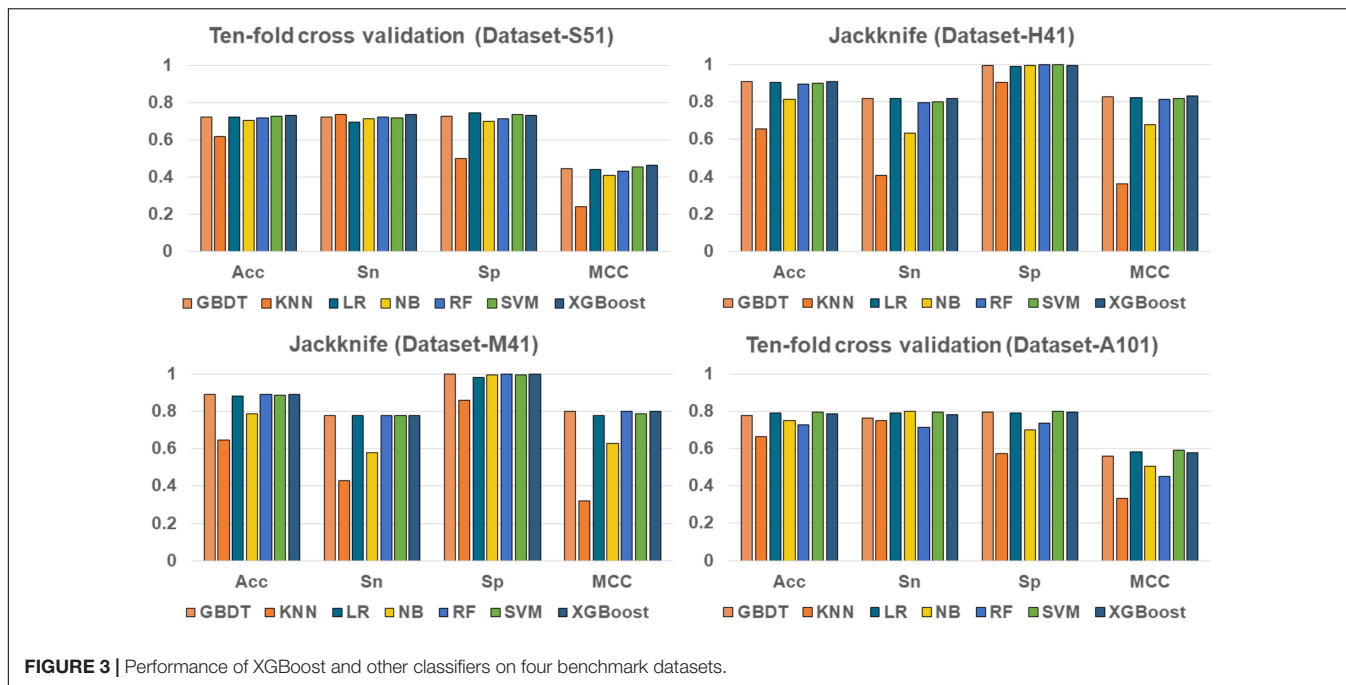 Ten-fold cross validation (Dataset-S51)
1
0.8
0.6
0.4
0.2
0
Acc Sn Sp MCC
GBDT KNN LR NB RF SVM XGBoost
Jackknife (Dataset-H41)
1
0.8
0.6
0.4
0.2
0
Acc Sn Sp MCC
GBDT KNN LR NB RF SVM XGBoost
Jackknife (Dataset-M41)
1
0.8
0.6
0.4
0.2
0
Acc Sn Sp MCC
GBDT KNN LR NB RF SVM XGBoost
Ten-fold cross validation (Dataset-A101)
1
0.8
0.6
0.4
0.2
0
Acc Sn Sp MCC
GBDT KNN LR NB RF SVM XGBoost
FIGURE 3 | Performance of XGBoost and other classifiers on four benchmark datasets.